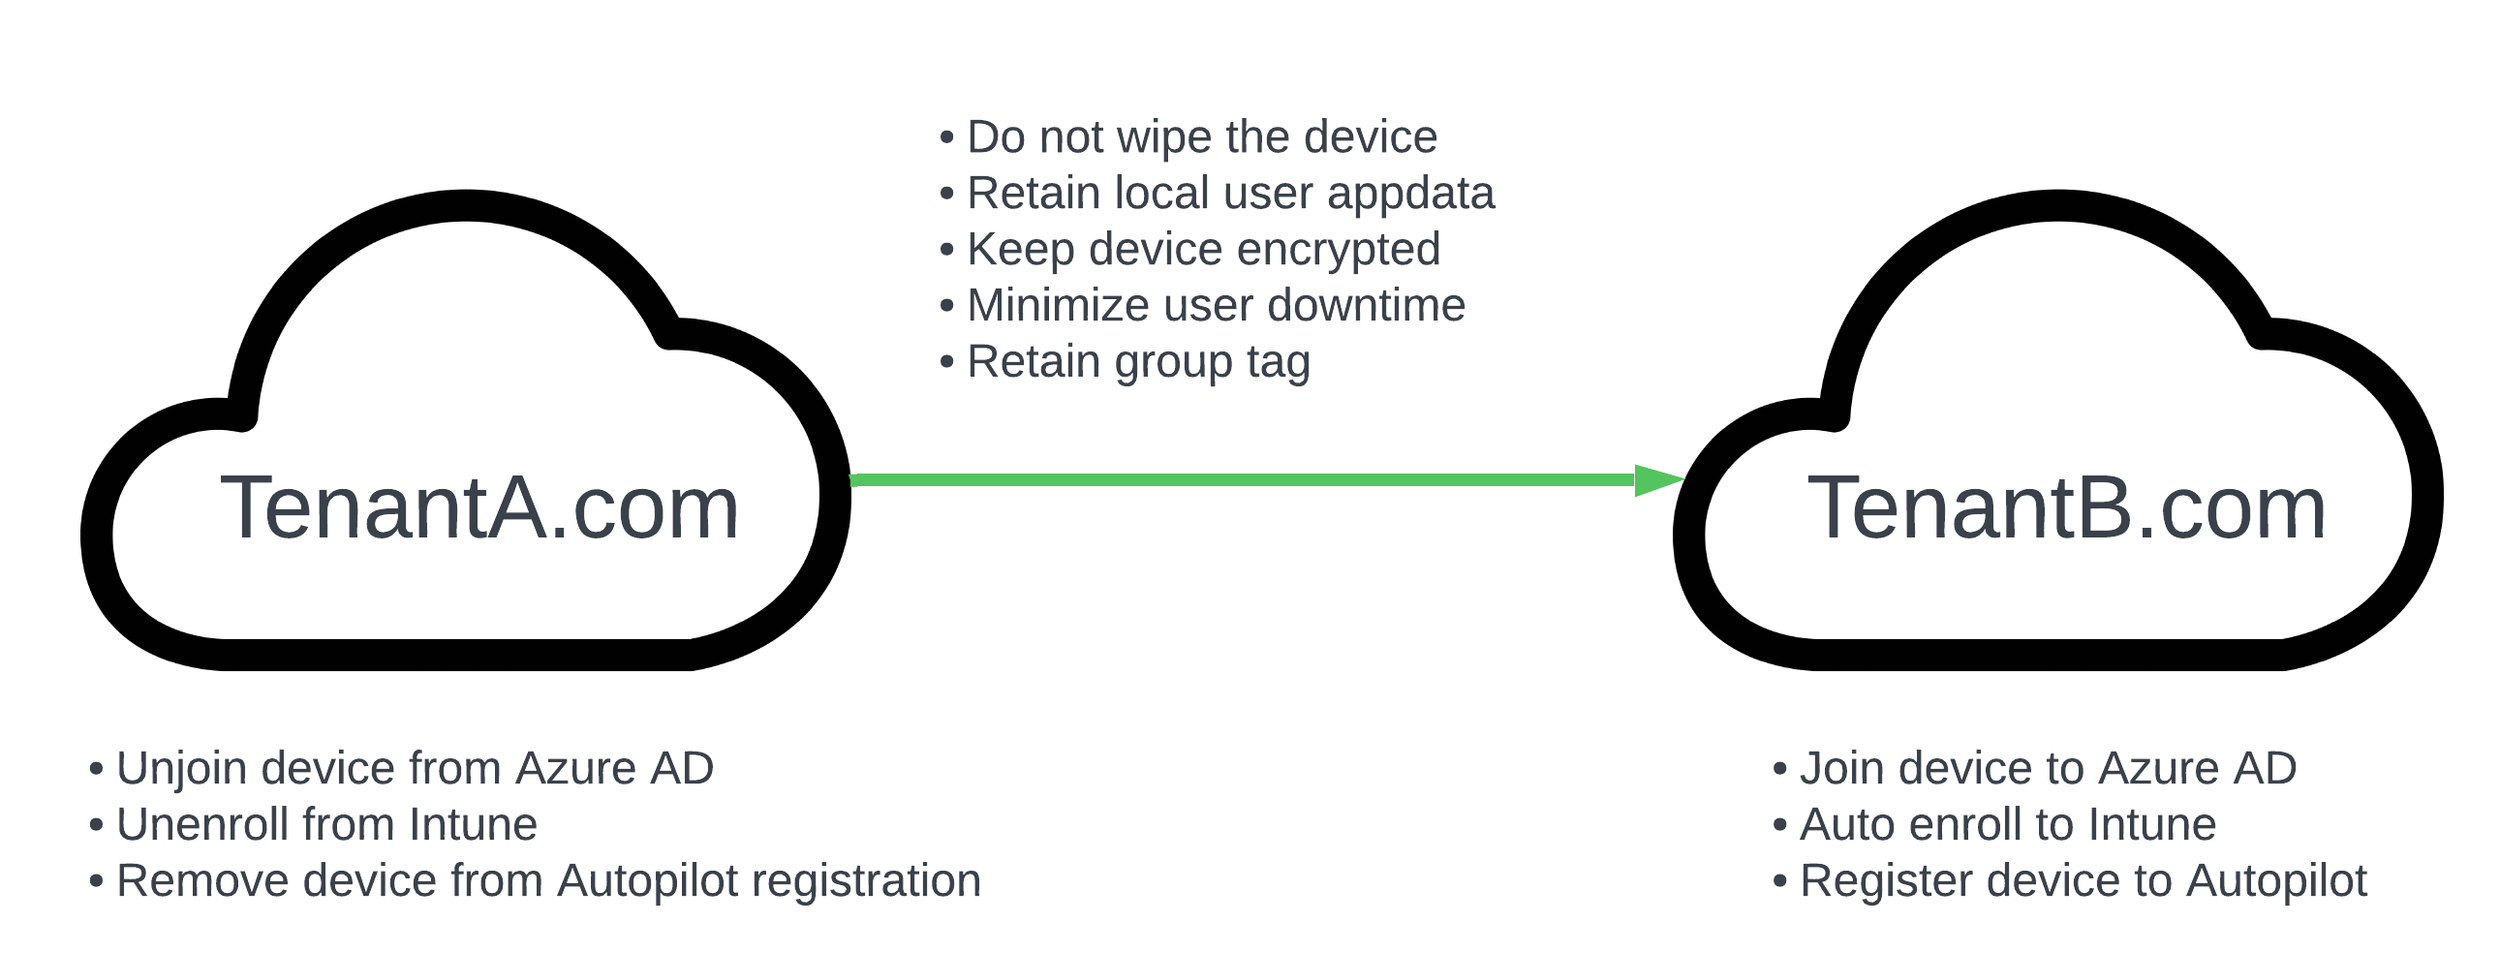 • Do not wipe the device
• Retain local user appdata
• Keep device encrypted
• Minimize user downtime
• Retain group tag
TenantA.com
TenantB.com
• Unjoin device from Azure AD
• Unenroll from Intune
• Remove device from Autopilot registration
• Join device to Azure AD
• Auto enroll to Intune
• Register device to Autopilot